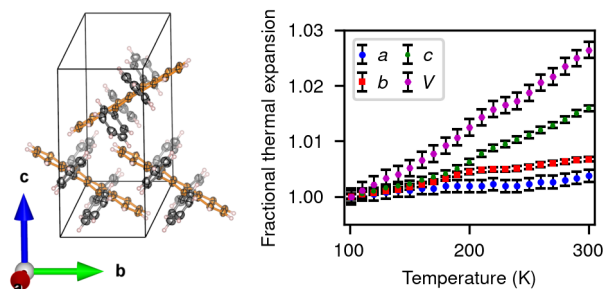 c
b
a
Fractional thermal expansion
1.03
1.02
1.01
1.00
a
b
c
V
100
200
300
Temperature (K)